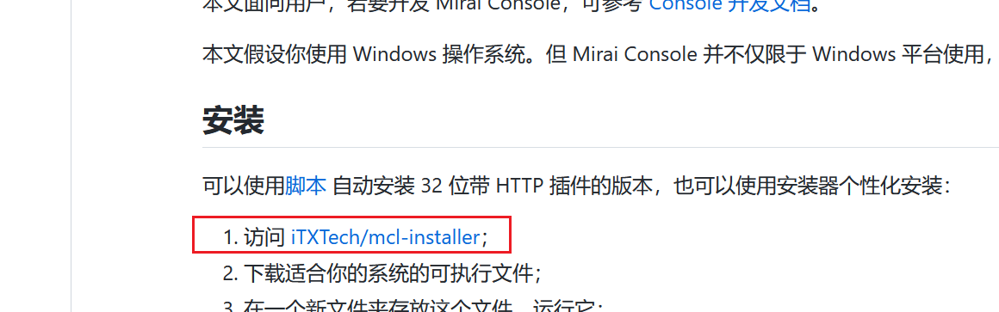 本文面向用户，若要开发 Mirai Console，可参考 Console 开发文档。
本文假设你使用 Windows 操作系统。但 Mirai Console 并不仅限于 Windows 平台使用，
安装
可以使用脚本 自动安装 32 位带 HTTP 插件的版本，也可以使用安装器个性化安装：
1. 访问 iTXTech/mcl-installer；
2. 下载适合你的系统的可执行文件；
3. 在一个新文件夹存放这个文件，运行它；